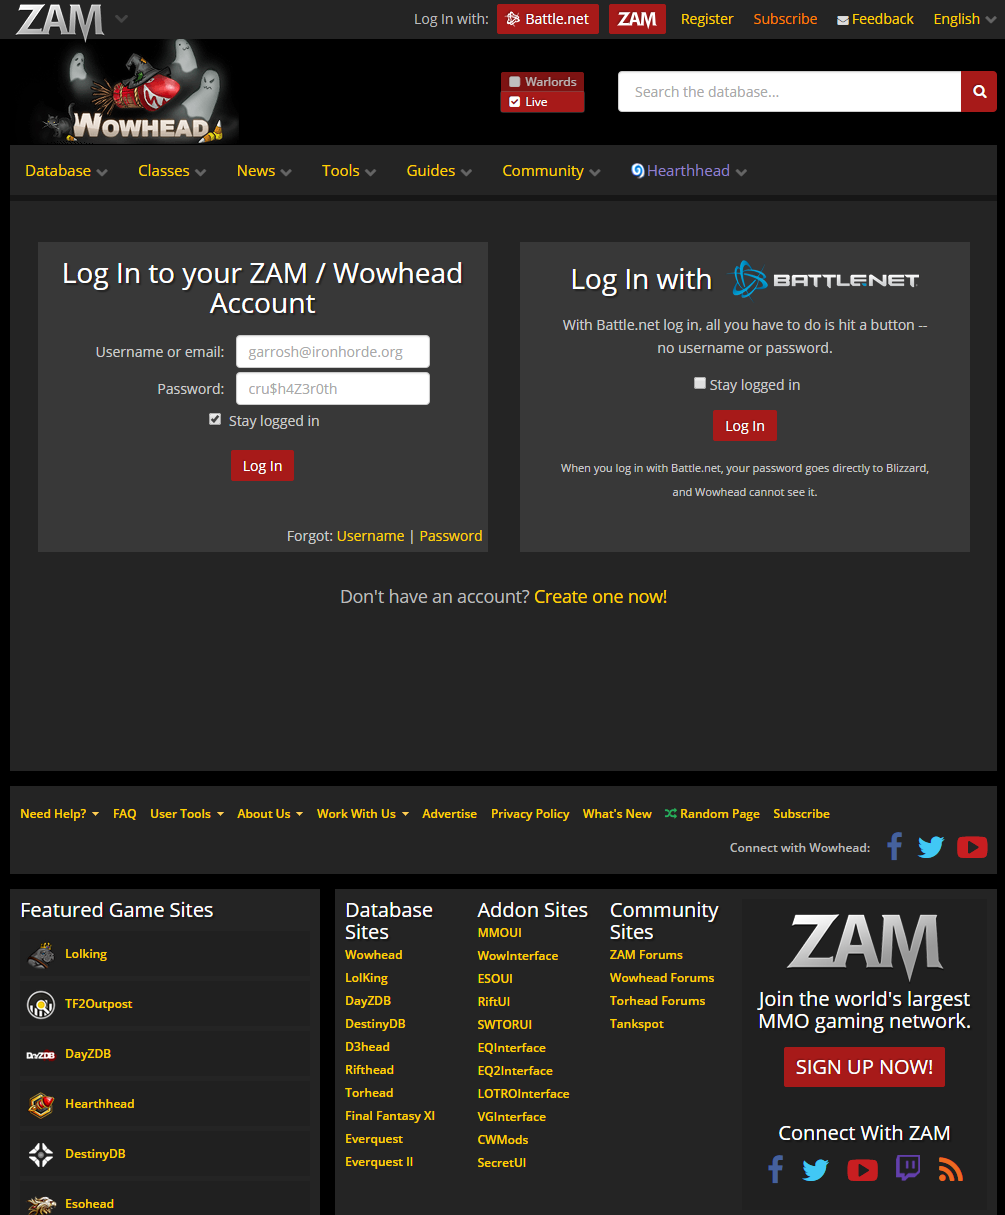 ZAM
Log In with: Battle.net ZAM Register Subscribe Feedback English
WOWHEAD
Warlords
Live
Search the database...
Database Classes News Tools Guides Community Hearthhead
Log In to your ZAM / Wowhead
Account
Username or email: garrosh@ironhorde.org
Password: cru$h4Z3r0th
Stay logged in
Log In
Forgot: Username | Password
Log In with BATTLE.NET
With Battle.net log in, all you have to do is hit a button --
no username or password.
Stay logged in
Log In
When you log in with Battle.net, your password goes directly to Blizzard,
and Wowhead cannot see it.
Don't have an account? Create one now!
Need Help? FAQ User Tools About Us Work With Us Advertise Privacy Policy What's New Random Page Subscribe
Connect with Wowhead:
Featured Game Sites
Lolking
TF2Outpost
DayZDB DayZDB
Hearthhead
DestinyDB
Esohead
Database
Sites
Wowhead
LolKing
DayZDB
DestinyDB
D3head
Rifthead
Torhead
Final Fantasy XI
Everquest
Everquest II
Addon Sites
MMOUI
WowInterface
ESOUI
RiftUI
SWTORUI
EQInterface
EQ2Interface
LOTROInterface
VGInterface
CWMods
SecretUI
Community
Sites
ZAM Forums
Wowhead Forums
Torhead Forums
Tankspot
ZAM
Join the world's largest
MMO gaming network.
SIGN UP NOW!
Connect With ZAM